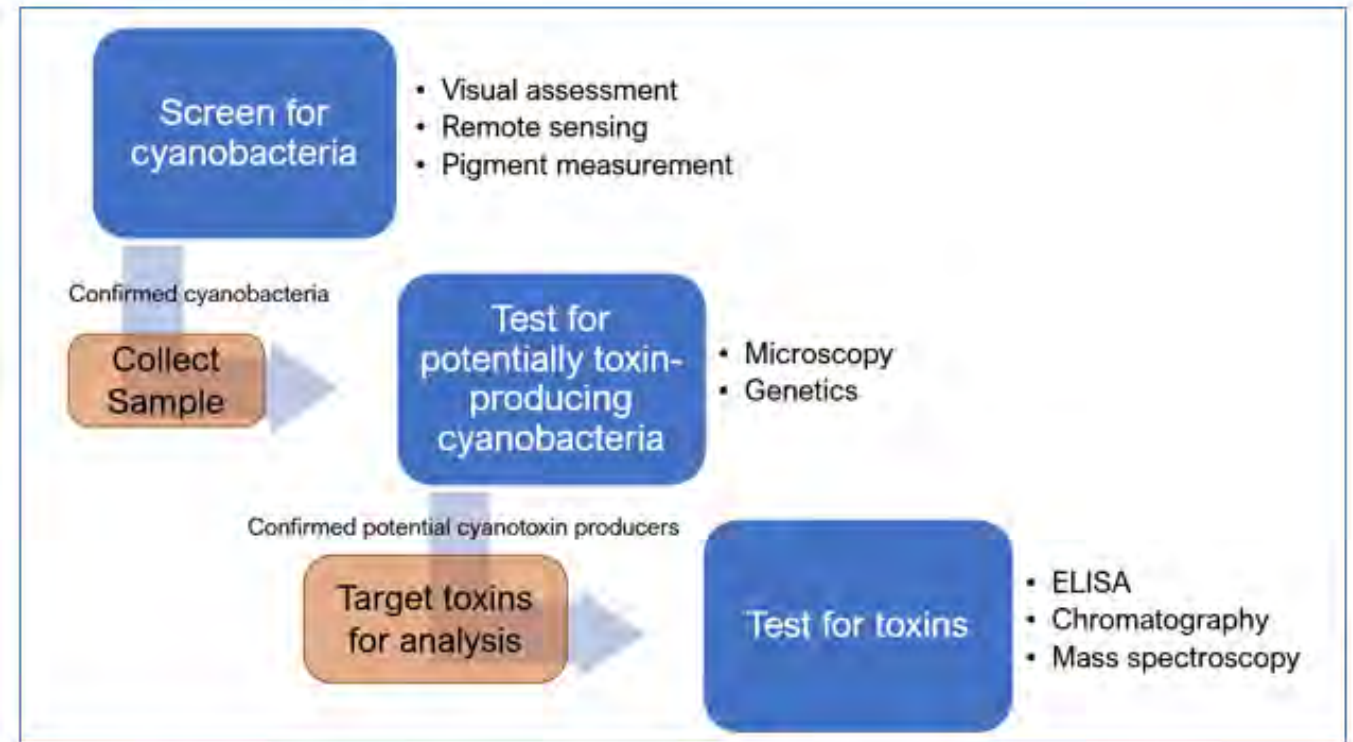 Screen for
cyanobacteria
• Visual assessment
• Remote sensing
• Pigment measurement
Confirmed cyanobacteria
Collect
Sample
Test for
potentially toxin-
producing
cyanobacteria
• Microscopy
• Genetics
Confirmed potential cyanotoxin producers
Target toxins
for analysis
Test for toxins
• ELISA
• Chromatography
• Mass spectroscopy